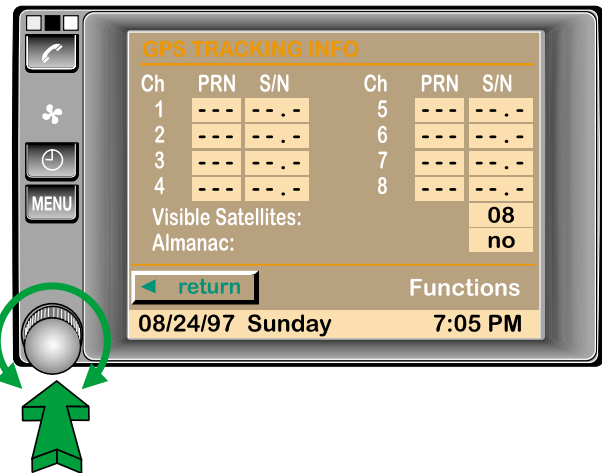 GPS TRACKING INFO
Ch PRN S/N Ch PRN S/N
1 --- --.- 5 --- --.-
2 --- --.- 6 --- --.-
3 --- --.- 7 --- --.-
4 --- --.- 8 --- --.-
Visible Satellites: 08
Almanac: no
MENU
◄ return Functions
08/24/97 Sunday 7:05 PM